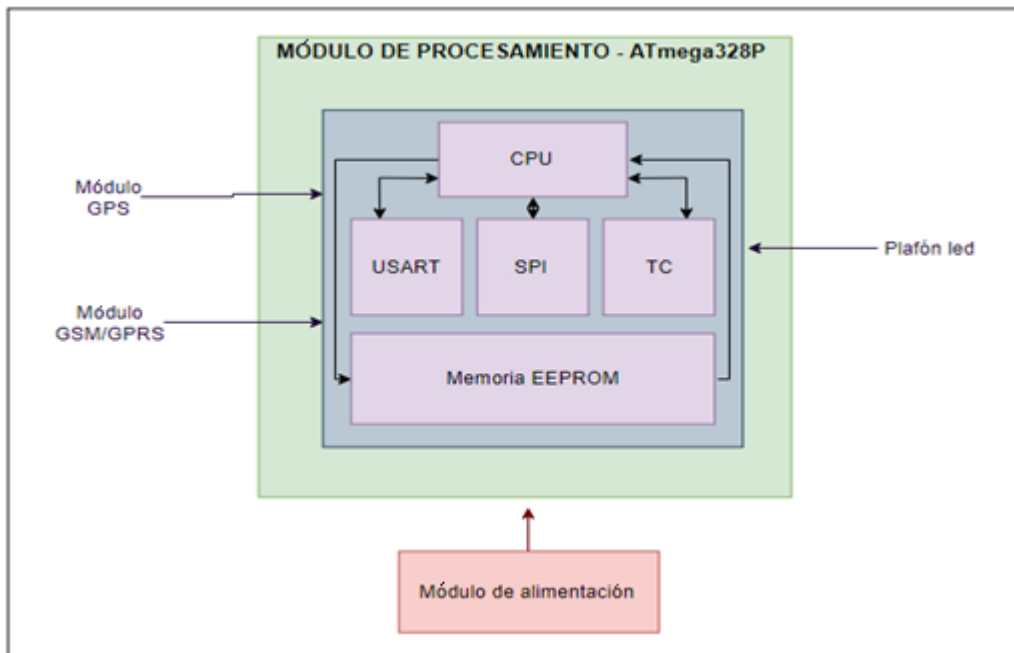 MÓDULO DE PROCESAMIENTO - ATmega328P
CPU
Módulo
GPS
USART
SPI
TC
Plafón led
Módulo
GSM/GPRS
Memoria EEPROM
Módulo de alimentación